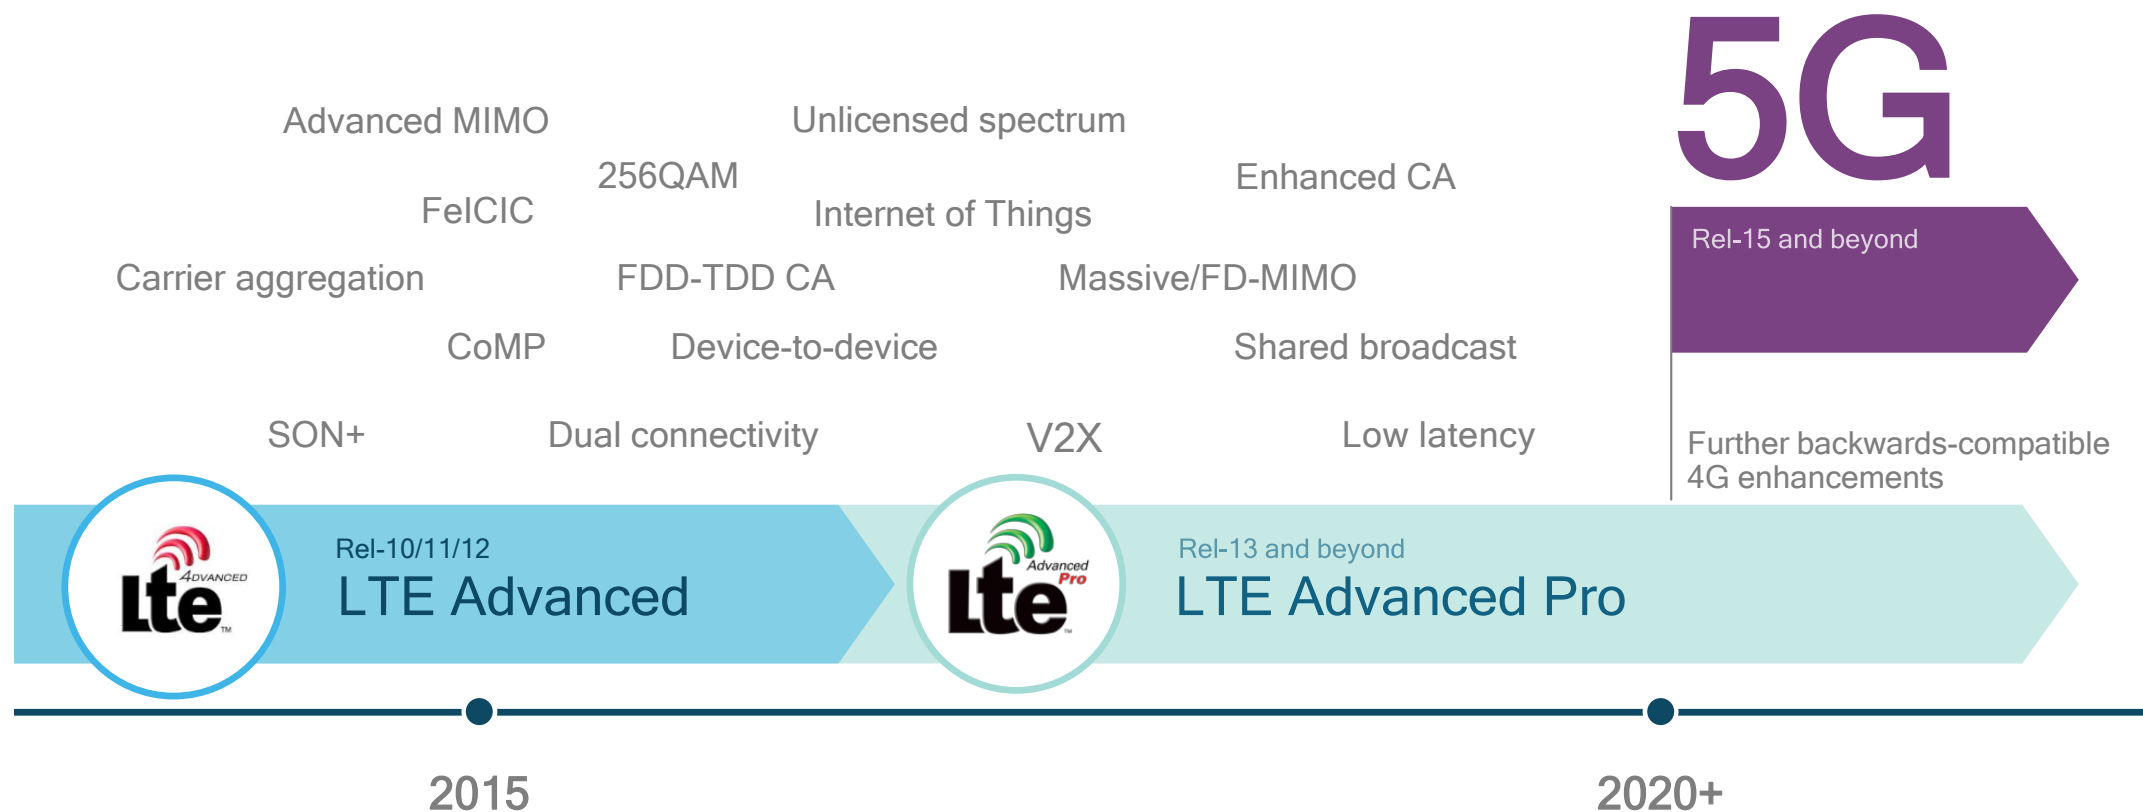 5G
Advanced MIMO
Unlicensed spectrum
256QAM
Enhanced CA
FeICIC
Internet of Things
Rel-15 and beyond
Carrier aggregation
FDD-TDD CA
Massive/FD-MIMO
CoMP
Device-to-device
Shared broadcast
SON+
Dual connectivity
V2X
Low latency
Further backwards-compatible
4G enhancements
ADVANCED
Lte
TM
Rel-10/11/12
LTE Advanced
Advanced
Pro
Lte
TM
Rel-13 and beyond
LTE Advanced Pro
2015
2020+